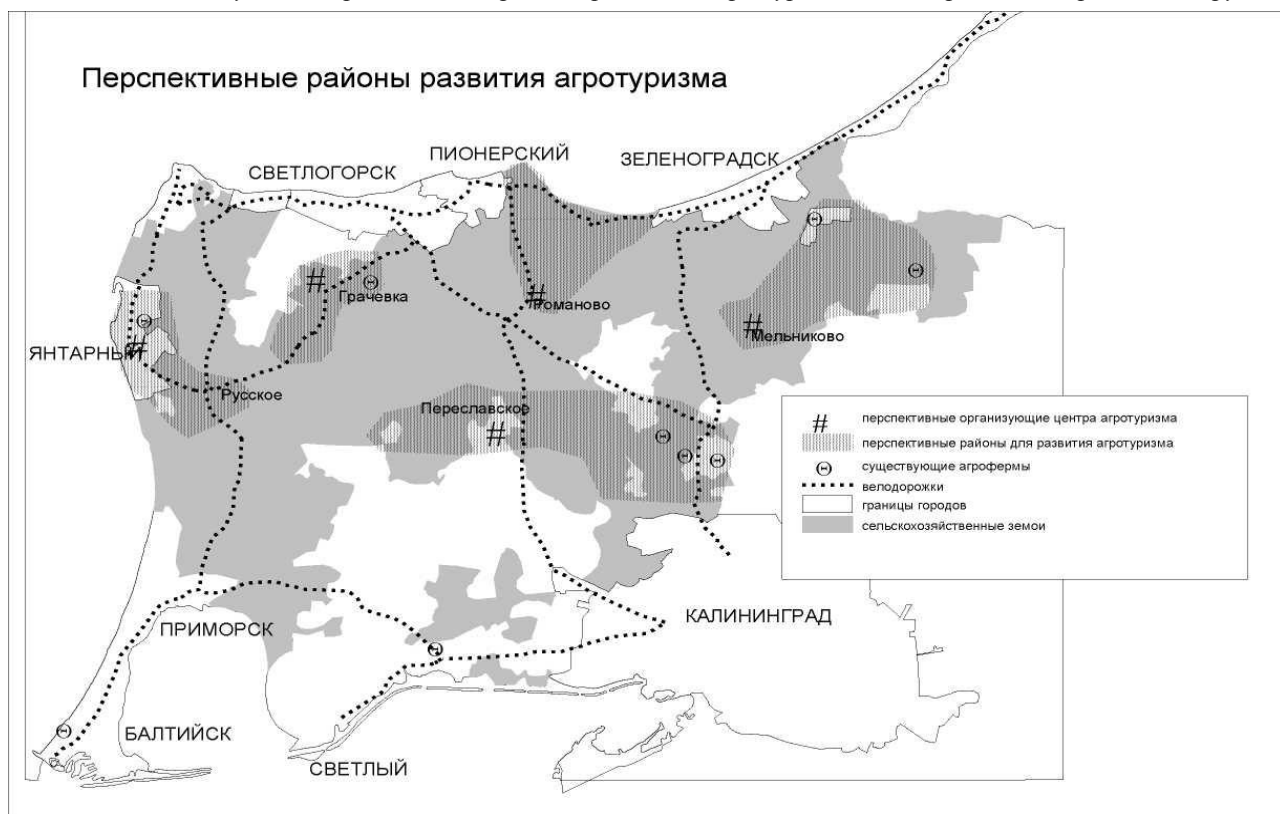 Перспективные районы развития агротуризма
ПИОНЕРСКИЙ
ЗЕЛЕНОГРАДСК
СВЕТЛОГОРСК
Грачевка
Романово
Мельниково
ЯНТАРНЫЙ
Русское
Переславское
# перспективные организующие центра агротуризма
перспективные районы для развития агротуризма
существующие агрофермы
велодорожки
границы городов
сельскохозяйственные земои
КАЛИНИНГРАД
ПРИМОРСК
БАЛТИЙСК
СВЕТЛЫЙ